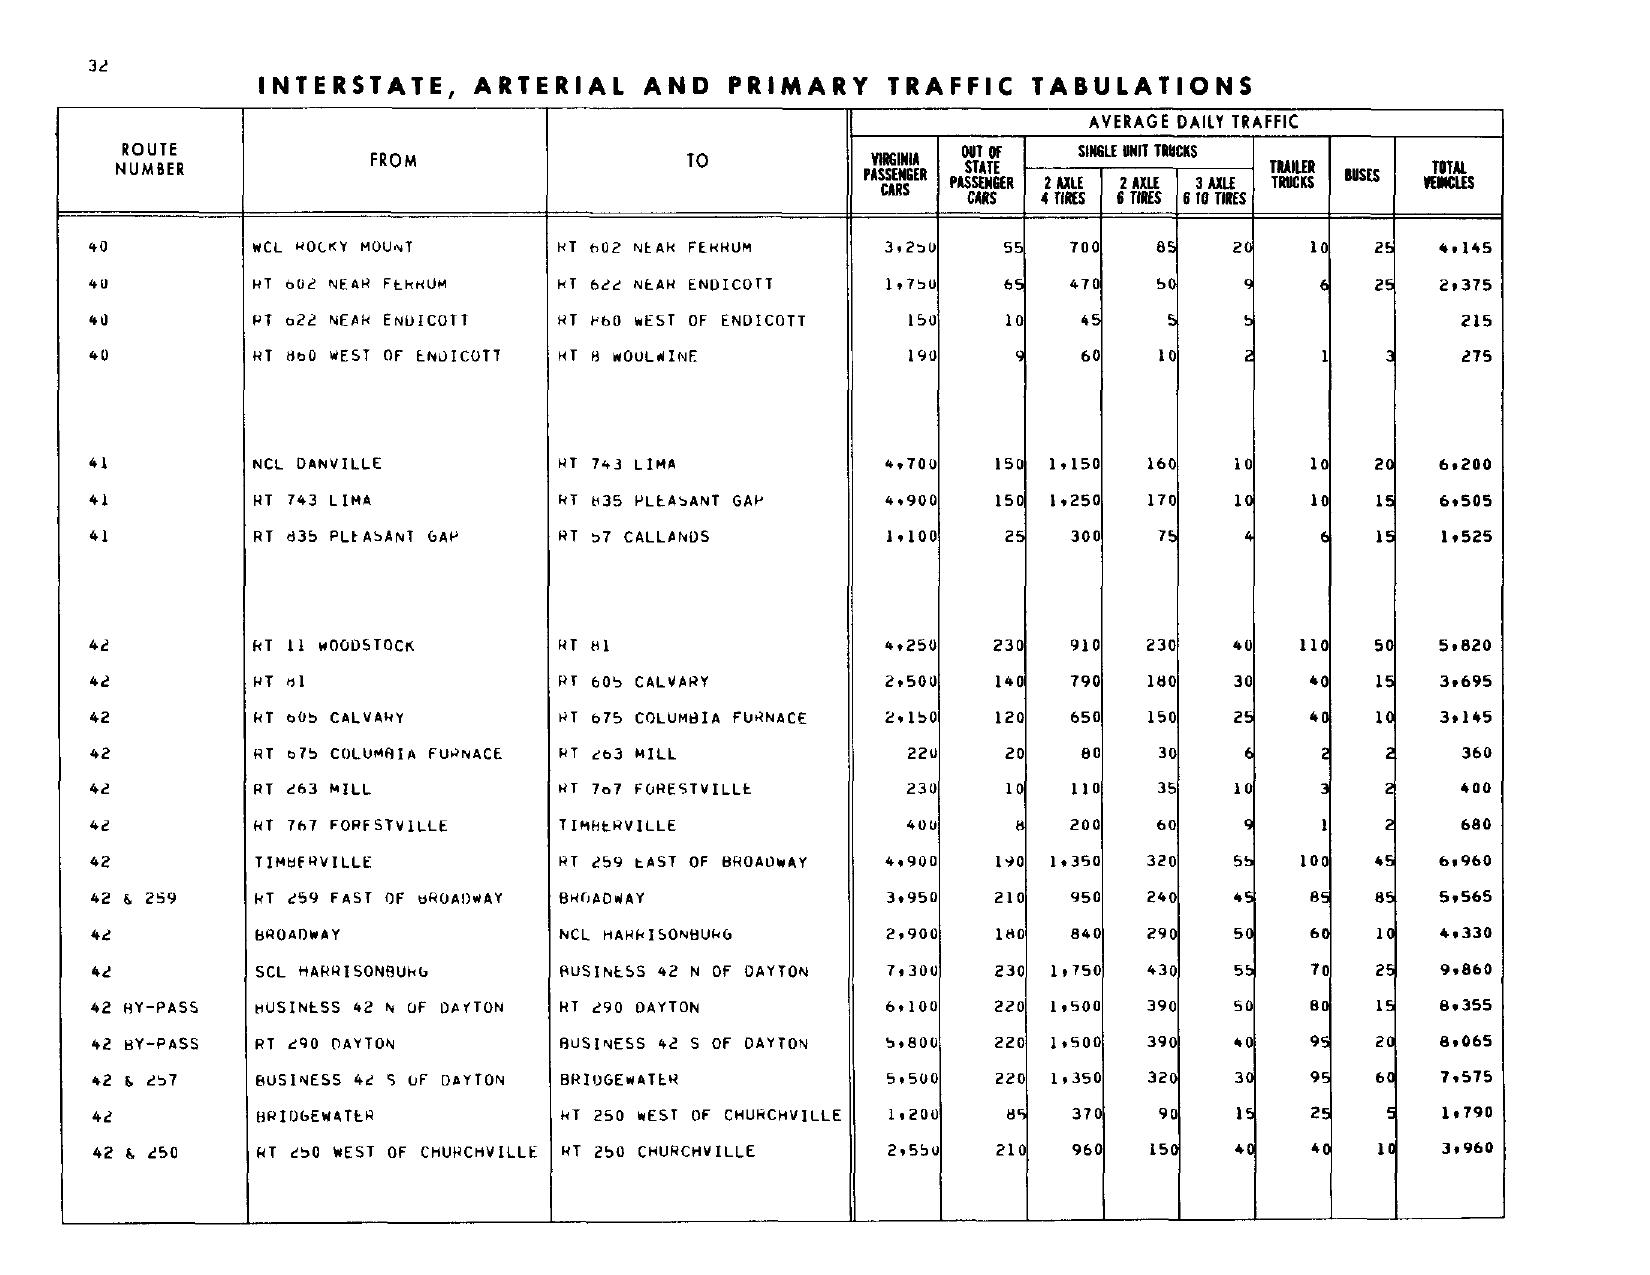 32
INTERSTATE, ARTERIAL AND PRIMARY TRAFFIC TABULATIONS
ROUTE NUMBER FROM TO AVERAGE DAILY TRAFFIC
VIRGINIA PASSENGER CARS OUT OF STATE PASSENGER CARS SINGLE UNIT TRUCKS 2 AXLE 4 TIRES 2 AXLE 6 TIRES 3 AXLE 6 TO TIRES TRAILER TRUCKS BUSES TOTAL VEHICLES
40 WCL ROCKY MOUNT RT 602 NEAR FERRUM 3,250 55 700 85 20 10 25 4,145
40 RT 602 NEAR FERRUM RT 622 NEAR ENDICOTT 1,750 65 470 50 9 6 25 2,375
40 RT 622 NEAR ENDICOTT RT 860 WEST OF ENDICOTT 150 10 45 5 5 215
40 RT 860 WEST OF ENDICOTT RT 8 WOOLWINE 190 9 60 10 2 1 3 275
41 NCL DANVILLE RT 743 LIMA 4,700 150 1,150 160 10 10 20 6,200
41 RT 743 LIMA RT 835 PLEASANT GAP 4,900 150 1,250 170 10 10 15 6,505
41 RT 835 PLEASANT GAP RT 57 CALLANDS 1,100 25 300 75 4 6 15 1,525
42 RT 11 WOODSTOCK RT 81 4,250 230 910 230 40 110 50 5,820
42 RT 81 RT 605 CALVARY 2,500 140 790 180 30 40 15 3,695
42 RT 605 CALVARY RT 675 COLUMBIA FURNACE 2,150 120 650 150 25 40 10 3,145
42 RT 675 COLUMBIA FURNACE RT 263 MILL 220 20 80 30 6 2 2 360
42 RT 263 MILL RT 767 FORESTVILLE 230 10 110 35 10 3 2 400
42 RT 767 FORESTVILLE TIMBERVILLE 400 8 200 60 9 1 2 680
42 TIMBERVILLE RT 259 EAST OF BROADWAY 4,900 190 1,350 320 55 100 45 6,960
42 & 259 RT 259 EAST OF BROADWAY BROADWAY 3,950 210 950 240 45 85 85 5,565
42 BROADWAY NCL HARRISONBURG 2,900 180 840 290 50 60 10 4,330
42 SCL HARRISONBURG BUSINESS 42 N OF DAYTON 7,300 230 1,750 430 55 70 25 9,860
42 BY-PASS BUSINESS 42 N OF DAYTON RT 290 DAYTON 6,100 220 1,500 390 50 80 15 8,355
42 BY-PASS RT 290 DAYTON BUSINESS 42 S OF DAYTON 5,800 220 1,500 390 40 95 20 8,065
42 & 257 BUSINESS 42 S OF DAYTON BRIDGEWATER 5,500 220 1,350 320 30 95 60 7,575
42 BRIDGEWATER RT 250 WEST OF CHURCHVILLE 1,200 85 370 90 15 25 5 1,790
42 & 250 RT 250 WEST OF CHURCHVILLE RT 250 CHURCHVILLE 2,550 210 960 150 40 40 10 3,960